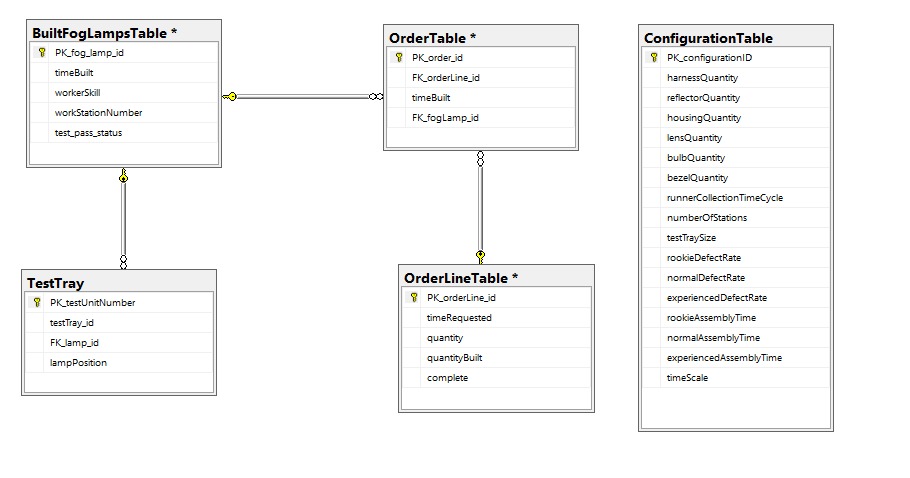 BuiltFogLampsTable *
PK_fog_lamp_id
timeBuilt
workerSkill
workStationNumber
test_pass_status
OrderTable *
PK_order_id
FK_orderLine_id
timeBuilt
FK_fogLamp_id
ConfigurationTable
PK_configurationID
harnessQuantity
reflectorQuantity
housingQuantity
lensQuantity
bulbQuantity
bezelQuantity
runnerCollectionTimeCycle
numberOfStations
testTraySize
rookieDefectRate
normalDefectRate
experiencedDefectRate
rookieAssemblyTime
normalAssemblyTime
experiencedAssemblyTime
timeScale
TestTray
PK_testUnitNumber
testTray_id
FK_lamp_id
lampPosition
OrderLineTable *
PK_orderLine_id
timeRequested
quantity
quantityBuilt
complete